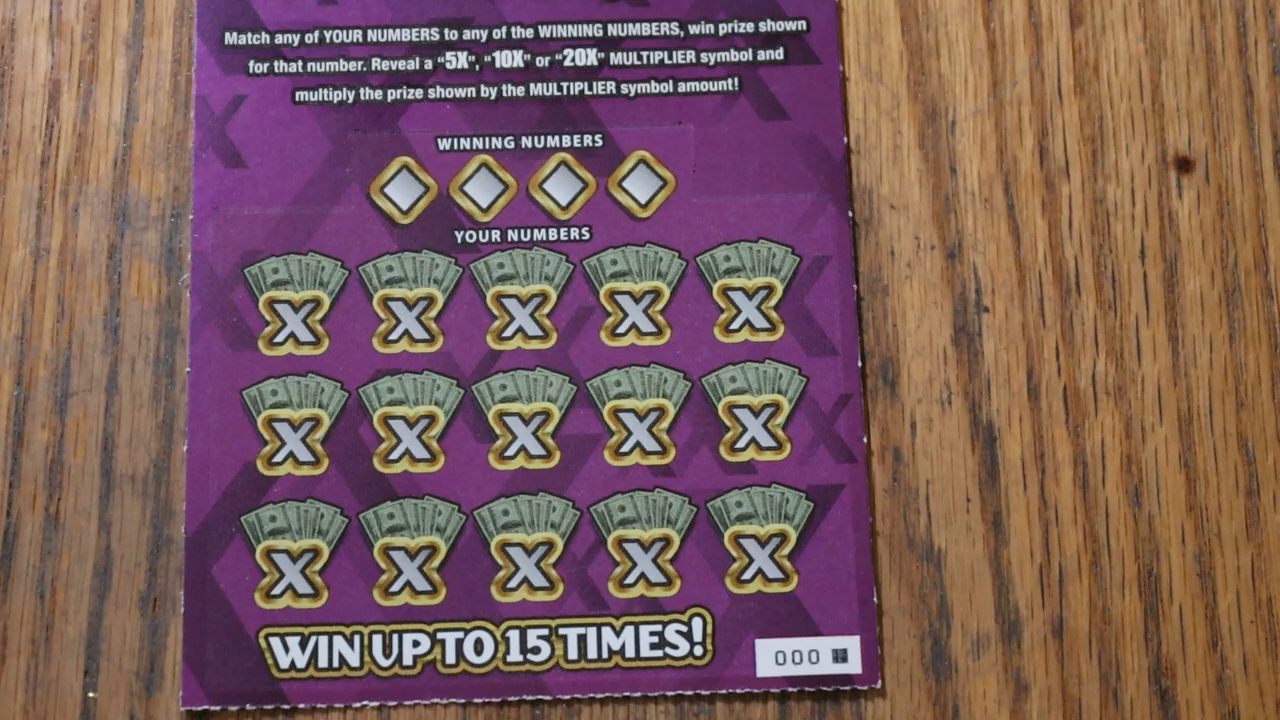 Match any of YOUR NUMBERS to any of the WINNING NUMBERS, win prize shown
for that number. Reveal a “5X”, “10X” or “20X” MULTIPLIER symbol and
multiply the prize shown by the MULTIPLIER symbol amount!
WINNING NUMBERS
YOUR NUMBERS
X X X X X
X X X X X
X X X X X
WIN UP TO 15 TIMES!
000